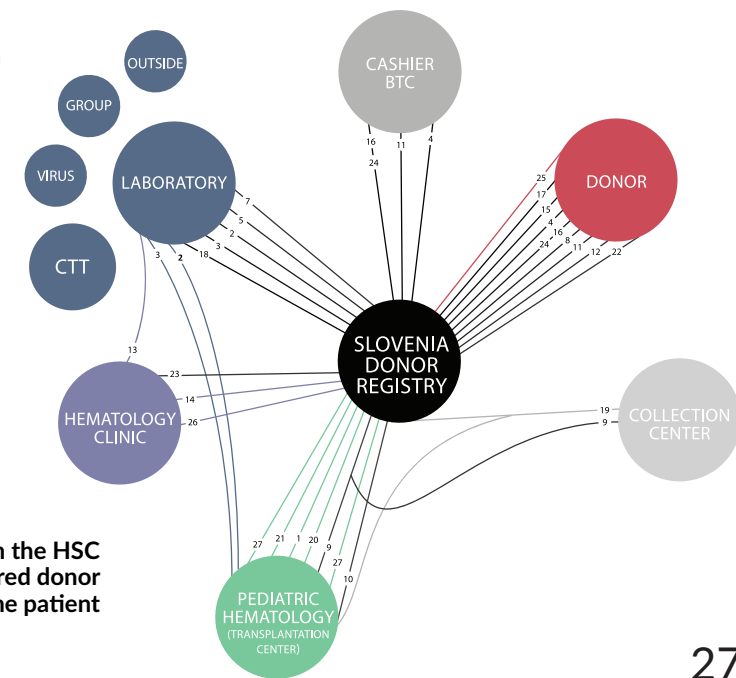 OUTSIDE
GROUP
VIRUS
LABORATORY
CTT
CASHIER
BTC
DONOR
SLOVENIA
DONOR
REGISTRY
HEMATOLOGY
CLINIC
COLLECTION
CENTER
PEDIATRIC
HEMATOLOGY
(TRANSPLANTATION
CENTER)
16
24
11
4
25
17
15
4
16
24
8
11
12
22
7
5
2
3
18
3
2
13
23
14
26
19
9
27
21
1
20
9
27
10
n the HSC
red donor
ne patient
27